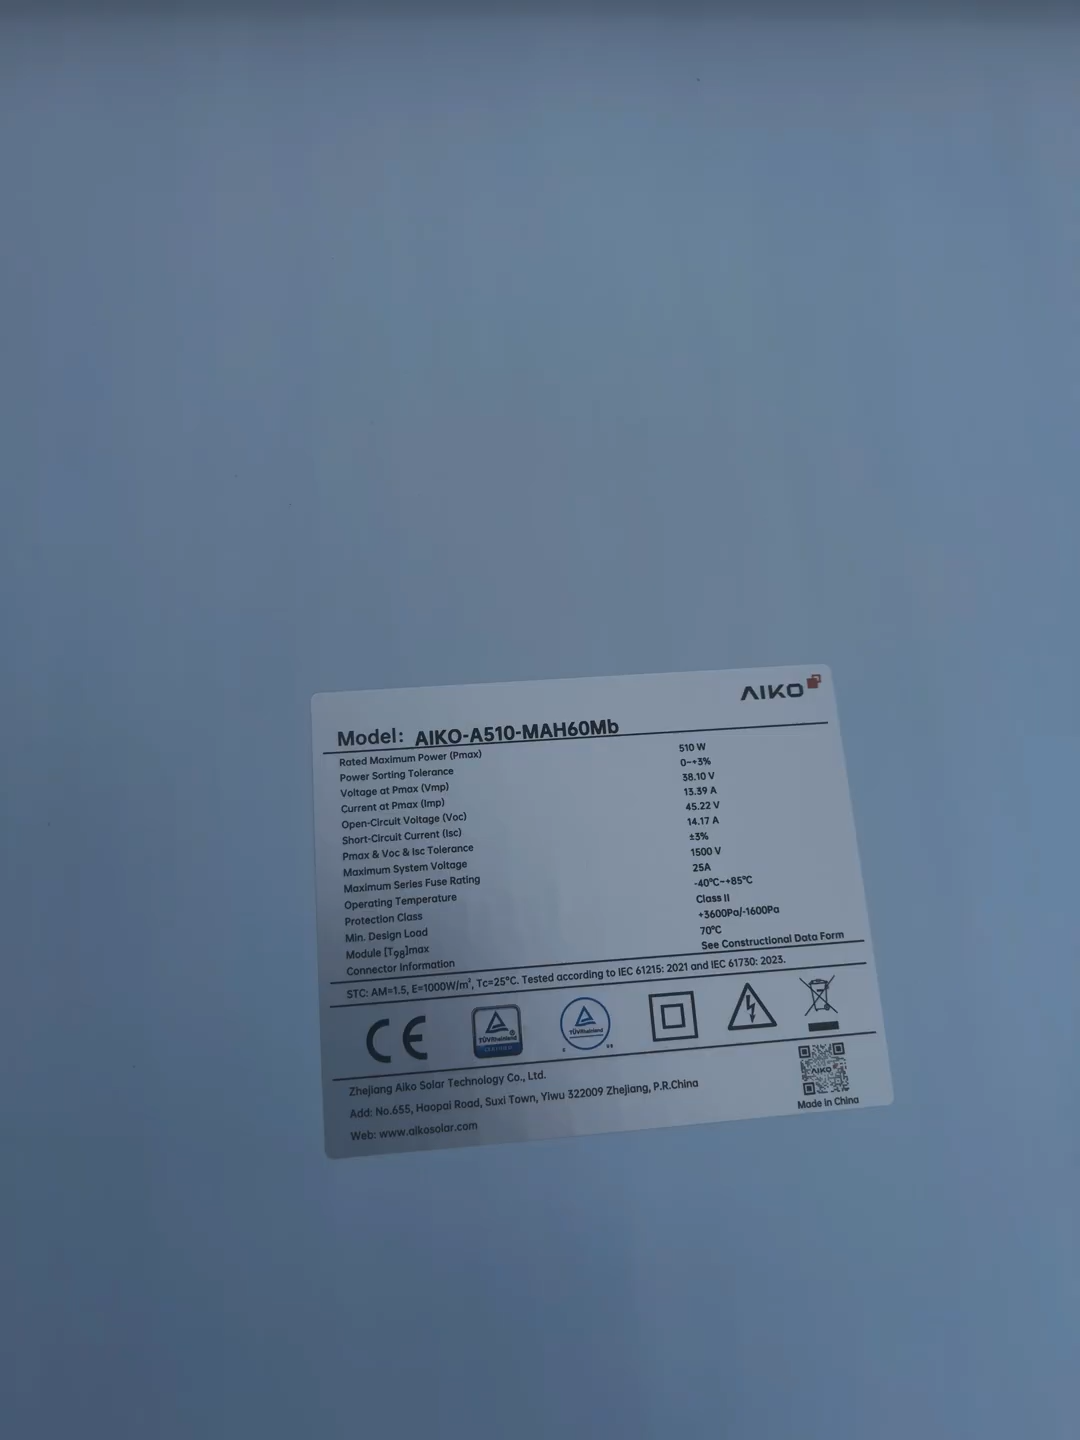 AIKO
Model: AIKO-A510-MAH60Mb
Rated Maximum Power (Pmax) 510 W
Power Sorting Tolerance 0~+3%
Voltage at Pmax (Vmp) 38.10 V
Current at Pmax (Imp) 13.39 A
Open-Circuit Voltage (Voc) 45.22 V
Short-Circuit Current (Isc) 14.17 A
Pmax & Voc & Isc Tolerance ±3%
Maximum System Voltage 1500 V
Maximum Series Fuse Rating 25A
Operating Temperature -40°C~+85°C
Protection Class Class II
Min. Design Load +3600Pa/-1600Pa
Module [T98]max 70°C
Connector Information See Constructional Data Form
STC: AM=1.5, E=1000W/m², Tc=25°C. Tested according to IEC 61215: 2021 and IEC 61730: 2023.
CE
TÜVRheinland
CERTIFIED
TÜVRheinland
Zhejiang Aiko Solar Technology Co., Ltd.
Add: No.655, Haopai Road, Suxi Town, Yiwu 322009 Zhejiang, P.R.China
Web: www.aikosolar.com
AIKO
Made in China